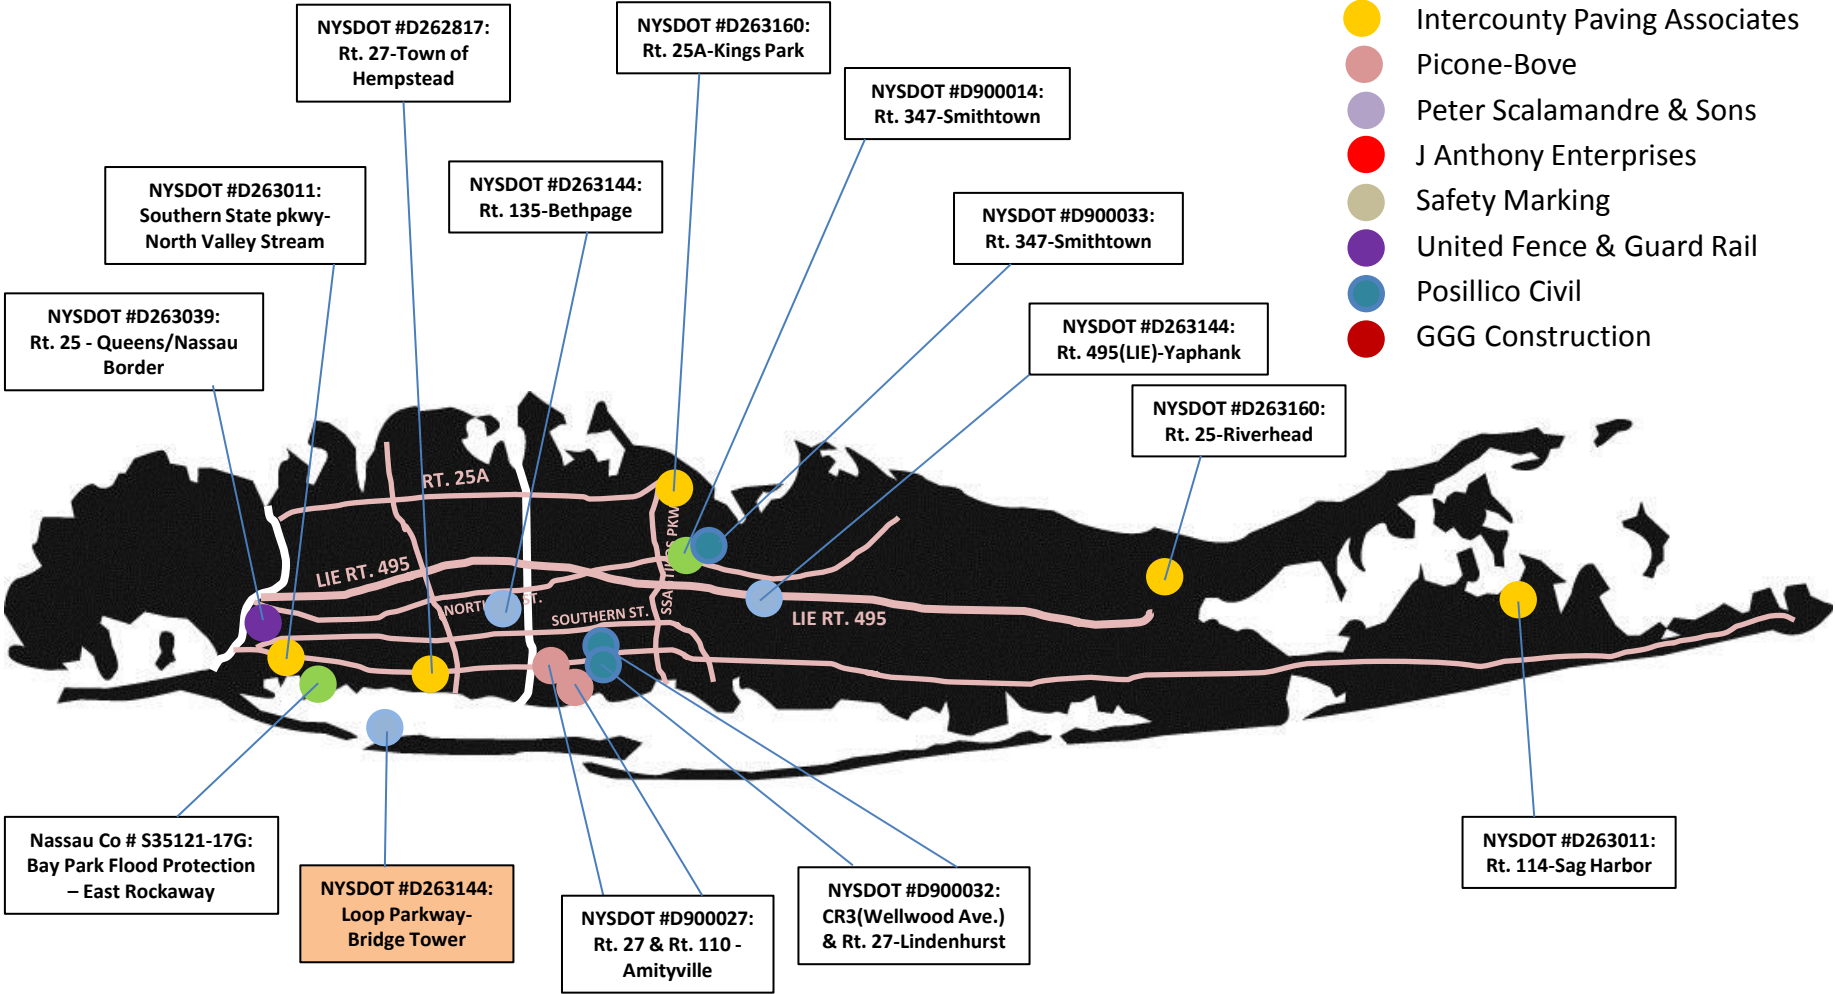 NYSDOT #D262817:
Rt. 27-Town of
Hempstead
NYSDOT #D263160:
Rt. 25A-Kings Park
NYSDOT #D900014:
Rt. 347-Smithtown
Intercounty Paving Associates
Picone-Bove
Peter Scalamandre & Sons
J Anthony Enterprises
Safety Marking
United Fence & Guard Rail
Posillico Civil
GGG Construction
NYSDOT #D263011:
Southern State pkwy-
North Valley Stream
NYSDOT #D263144:
Rt. 135-Bethpage
NYSDOT #D900033:
Rt. 347-Smithtown
NYSDOT #D263039:
Rt. 25 - Queens/Nassau
Border
NYSDOT #D263144:
Rt. 495(LIE)-Yaphank
NYSDOT #D263160:
Rt. 25-Riverhead
RT. 25A
LIE RT. 495
ST.
SOUTHERN ST.
LIE RT. 495
Nassau Co # S35121-17G:
Bay Park Flood Protection
– East Rockaway
NYSDOT #D263144:
Loop Parkway-
Bridge Tower
NYSDOT #D900027:
Rt. 27 & Rt. 110 -
Amityville
NYSDOT #D900032:
CR3(Wellwood Ave.)
& Rt. 27-Lindenhurst
NYSDOT #D263011:
Rt. 114-Sag Harbor